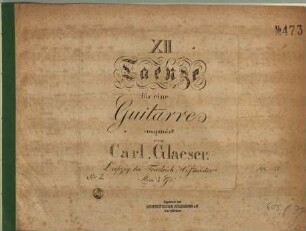 № 473
XII
Taenze
für eine
Guitarre
componirt
von
Carl Glaeser.
Leipzig, bei Friedrich Hofmeister